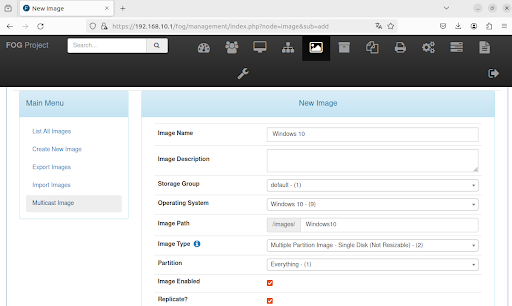 New Image
https://192.168.10.1/fog/management/index.php?node=image&sub=add
FOG Project
Search...
Main Menu
List All Images
Create New Image
Export Images
Import Images
Multicast Image
New Image
Image Name
Windows 10
Image Description
Storage Group
default - (1)
Operating System
Windows 10 - (9)
Image Path
/images/
Windows10
Image Type
Multiple Partition Image - Single Disk (Not Resizable) - (2)
Partition
Everything - (1)
Image Enabled
Replicate?